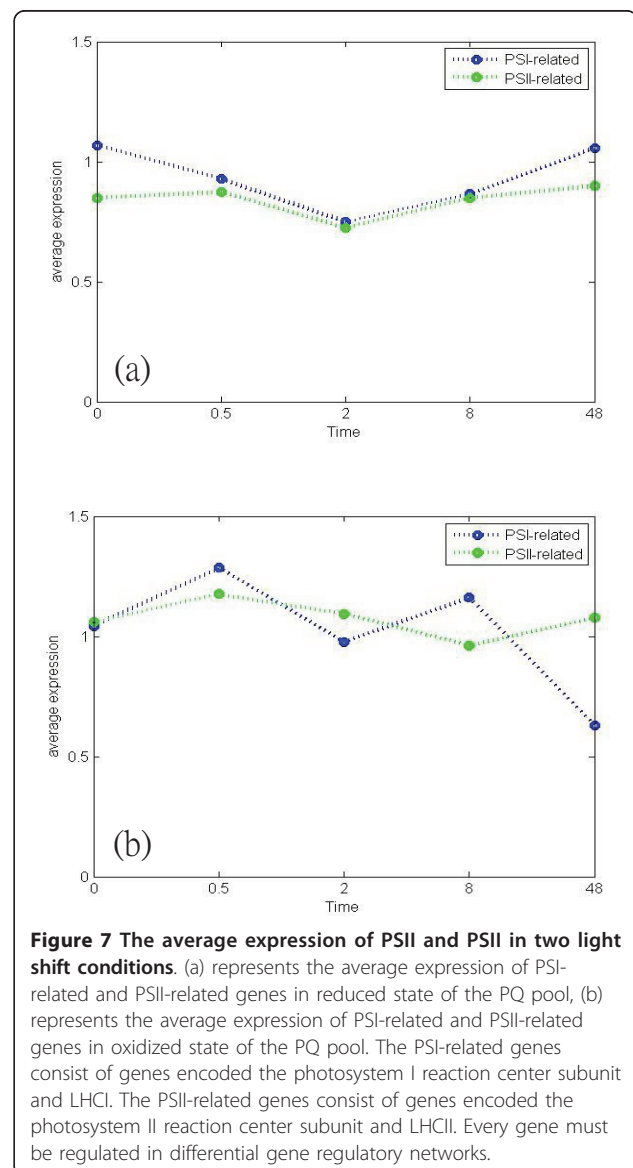 1.5
PSI-related
PSII-related
1
average expression
0.5
(a)
0
0
0.5
2
8
48
Time
1.5
PSI-related
PSII-related
1
average expression
0.5
(b)
0
0
0.5
2
8
48
Time
Figure 7 The average expression of PSII and PSII in two light
shift conditions. (a) represents the average expression of PSI-
related and PSII-related genes in reduced state of the PQ pool, (b)
represents the average expression of PSI-related and PSII-related
genes in oxidized state of the PQ pool. The PSI-related genes
consist of genes encoded the photosystem I reaction center subunit
and LHCI. The PSII-related genes consist of genes encoded the
photosystem II reaction center subunit and LHCII. Every gene must
be regulated in differential gene regulatory networks.